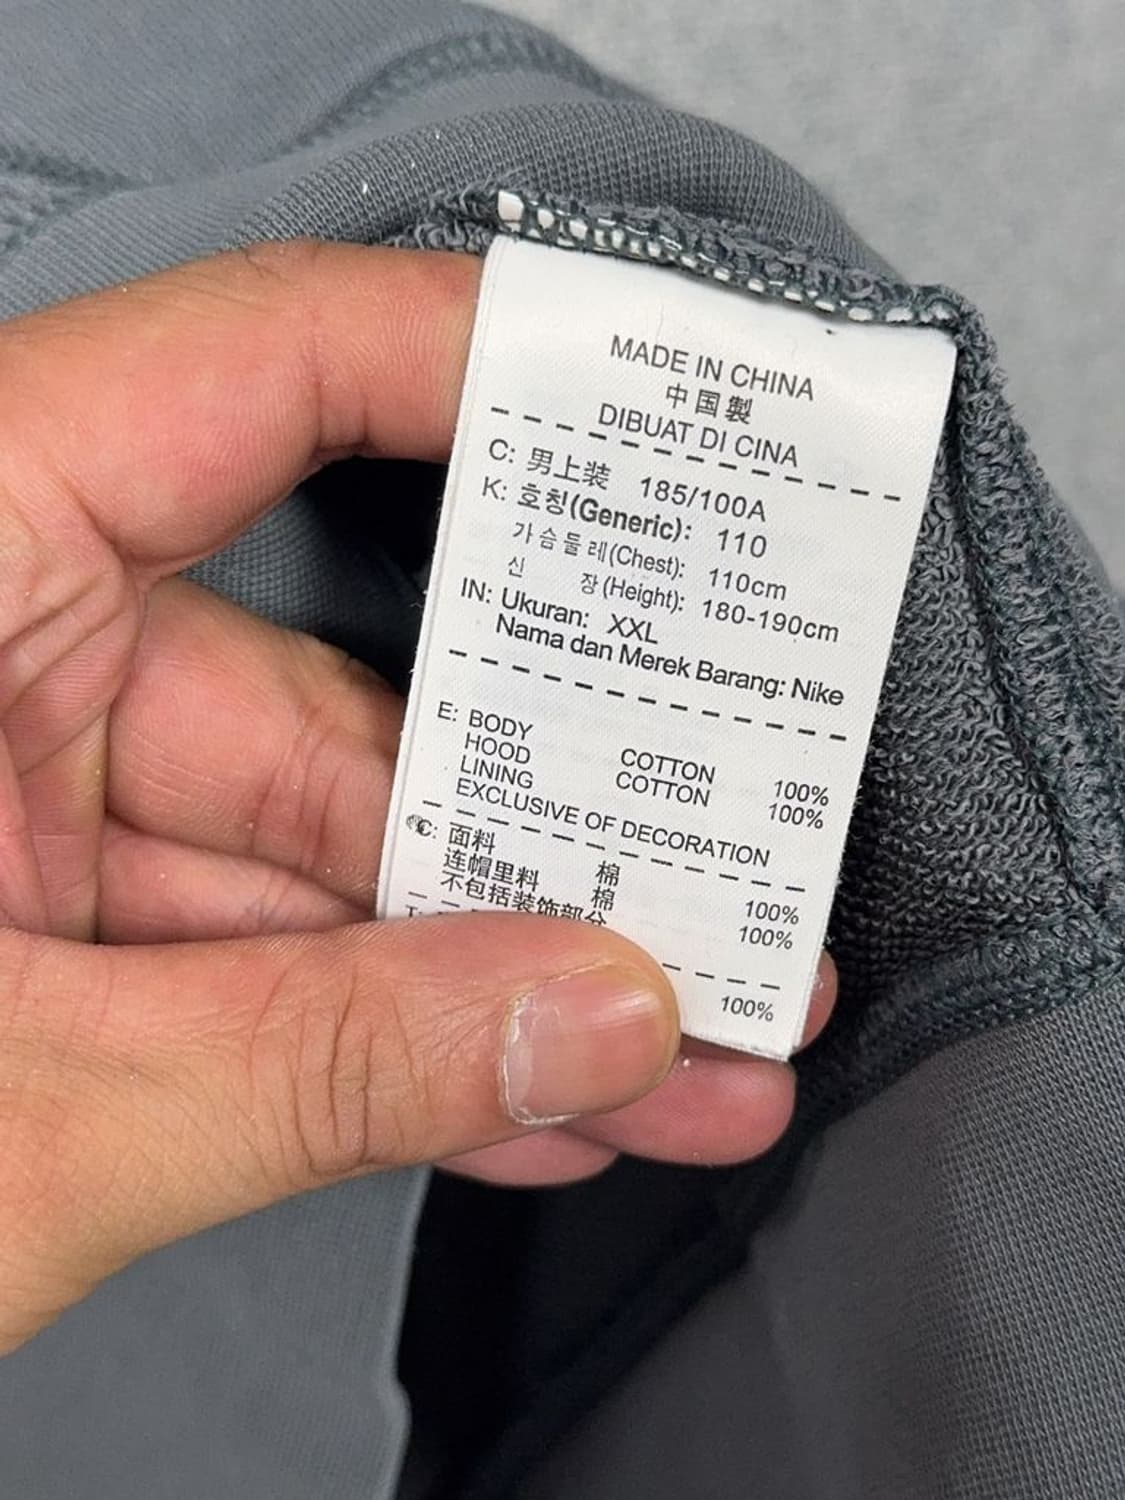 MADE IN CHINA
中国製
DIBUAT DI CINA
C: 男上装 185/100A
K: 호칭(Generic): 110
가슴둘레(Chest): 110cm
신 장(Height): 180-190cm
IN: Ukuran: XXL
Nama dan Merek Barang: Nike
E: BODY COTTON 100%
HOOD COTTON 100%
LINING
EXCLUSIVE OF DECORATION
C: 面料 棉 100%
连帽里料 棉 100%
不包括装饰部分
100%